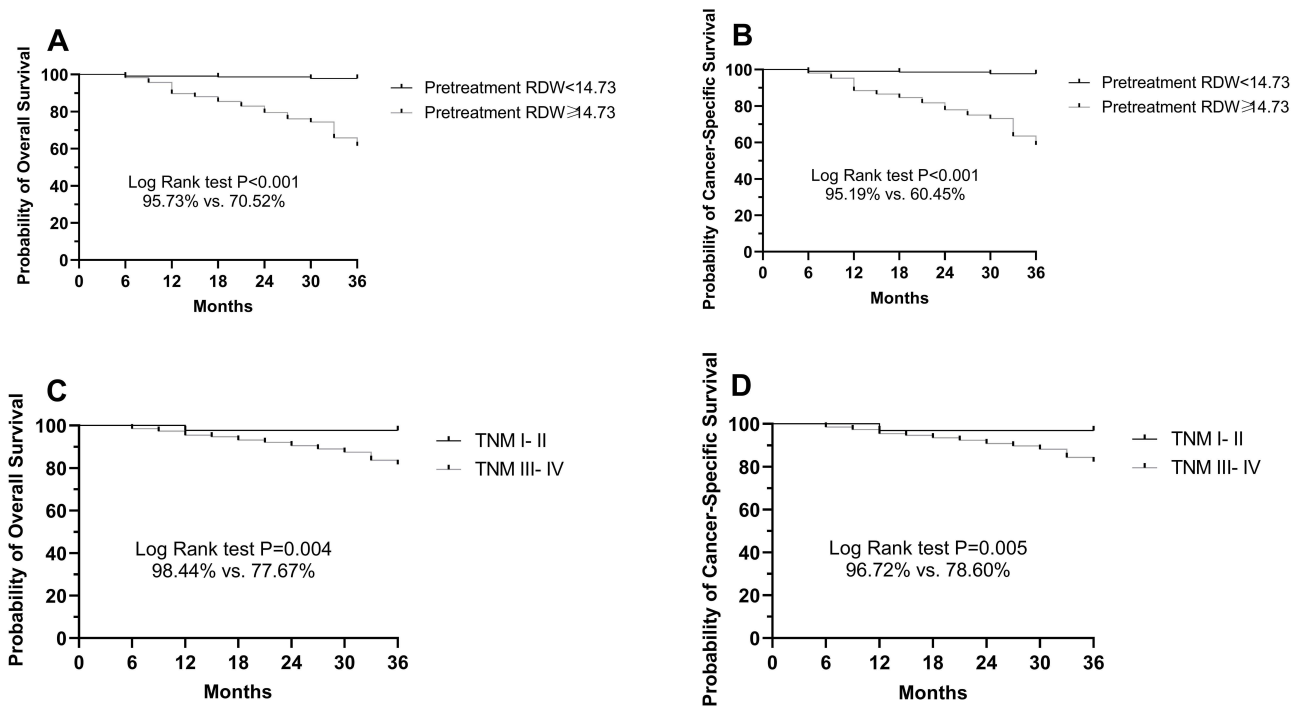 A
Probability of Overall Survival
100
80
60
40
20
0
0 6 12 18 24 30 36
Months
Log Rank test P<0.001
95.73% vs. 70.52%
Pretreatment RDW<14.73
Pretreatment RDW⩾14.73
B
Probability of Cancer-Specific Survival
100
80
60
40
20
0
0 6 12 18 24 30 36
Months
Log Rank test P<0.001
95.19% vs. 60.45%
Pretreatment RDW<14.73
Pretreatment RDW⩾14.73
C
Probability of Overall Survival
100
80
60
40
20
0
0 6 12 18 24 30 36
Months
Log Rank test P=0.004
98.44% vs. 77.67%
TNM I- II
TNM III- IV
D
Probability of Cancer-Specific Survival
100
80
60
40
20
0
0 6 12 18 24 30 36
Months
Log Rank test P=0.005
96.72% vs. 78.60%
TNM I- II
TNM III- IV